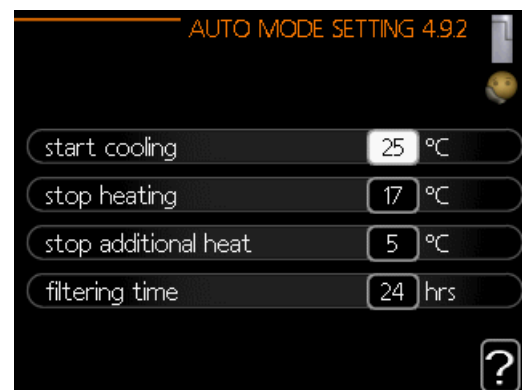 AUTO MODE SETTING 4.9.2
start cooling 25 °C
stop heating 17 °C
stop additional heat 5 °C
filtering time 24 hrs
?